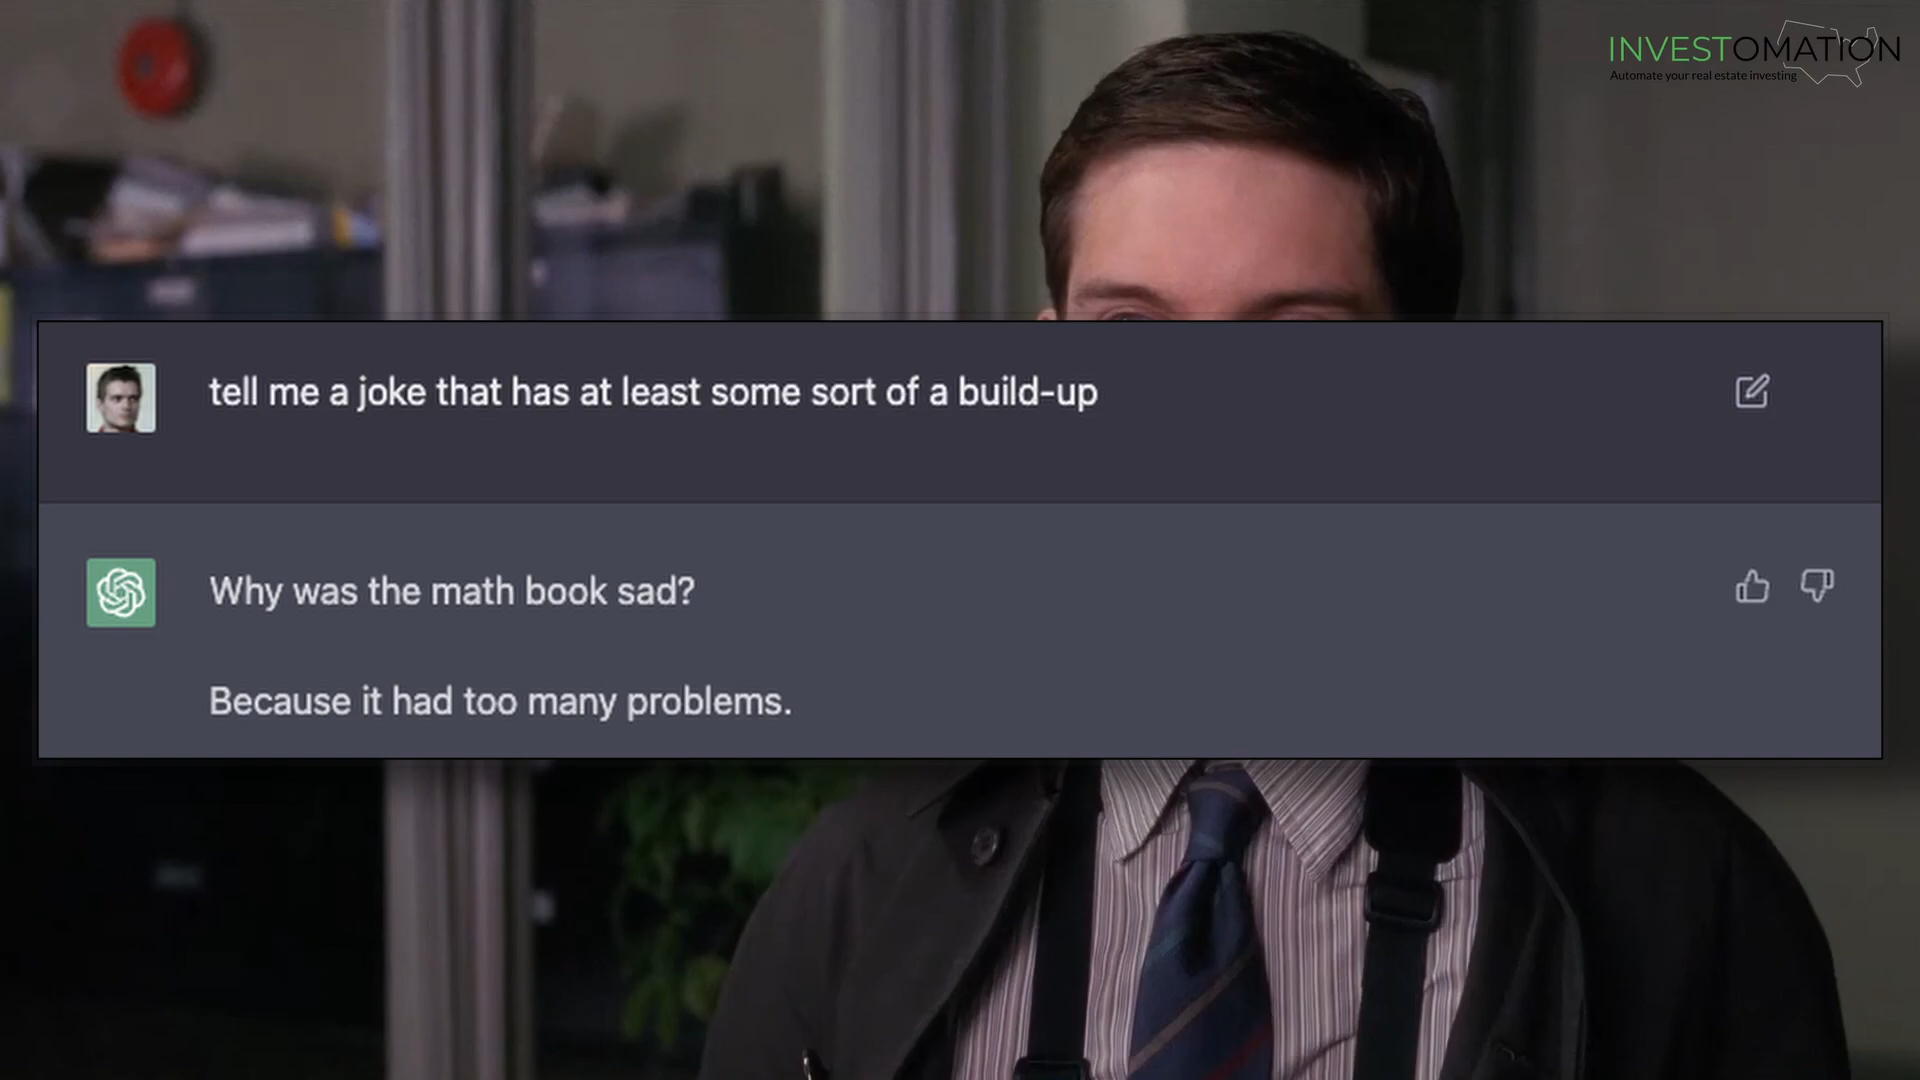 INVESTOMATION
Automate your real estate investing
tell me a joke that has at least some sort of a build-up
Why was the math book sad?
Because it had too many problems.